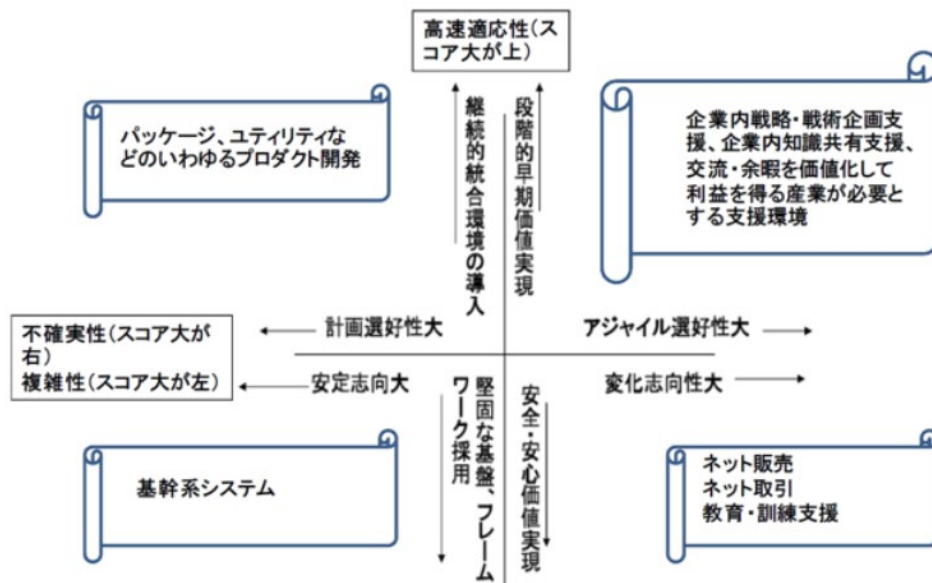 高速適応性(ス
コア大が上)
パッケージ、ユティリティな
どのいわゆるプロダクト開発
継続的統合環境の導入
段階的早期価値実現
企業内戦略・戦術企画支
援、企業内知識共有支援、
交流・余暇を価値化して
利益を得る産業が必要と
する支援環境
不確実性(スコア大が
右)
複雑性(スコア大が左)
計画選好性大
アジャイル選好性大
安定志向大
変化志向性大
堅固な基盤、フレーム
ワーク採用
安全・安心価値実現
基幹系システム
ネット販売
ネット取引
教育・訓練支援